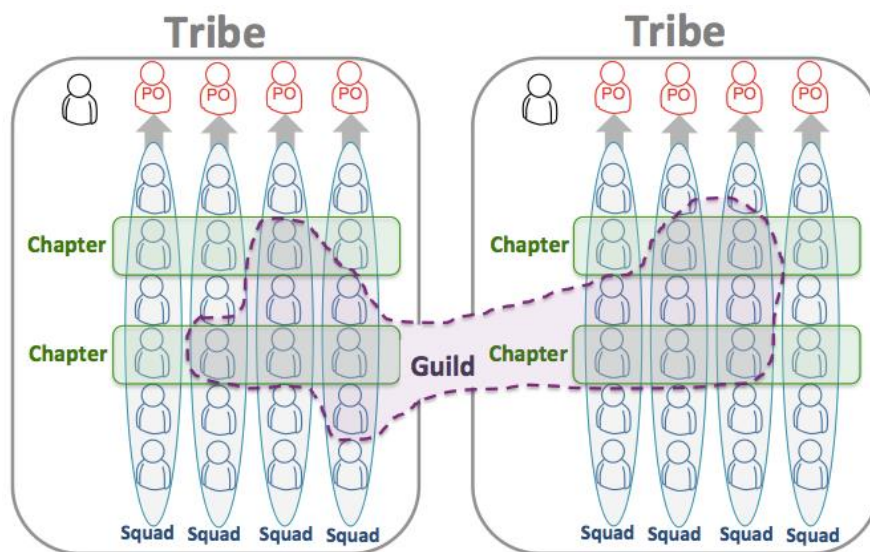 Tribe Tribe
PO PO PO PO PO PO PO PO
Chapter Chapter
Chapter Guild Chapter
Squad Squad Squad Squad Squad Squad Squad Squad